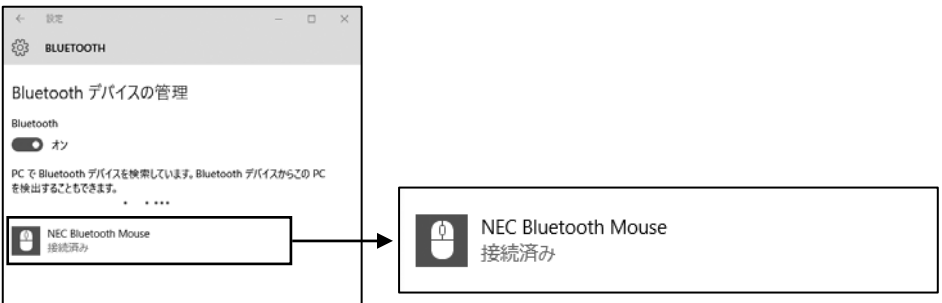 設定
BLUETOOTH
Bluetooth デバイスの管理
Bluetooth
オン
PC で Bluetooth デバイスを検索しています。Bluetooth デバイスからこの PC
を検出することもできます。
NEC Bluetooth Mouse
接続済み
NEC Bluetooth Mouse
接続済み